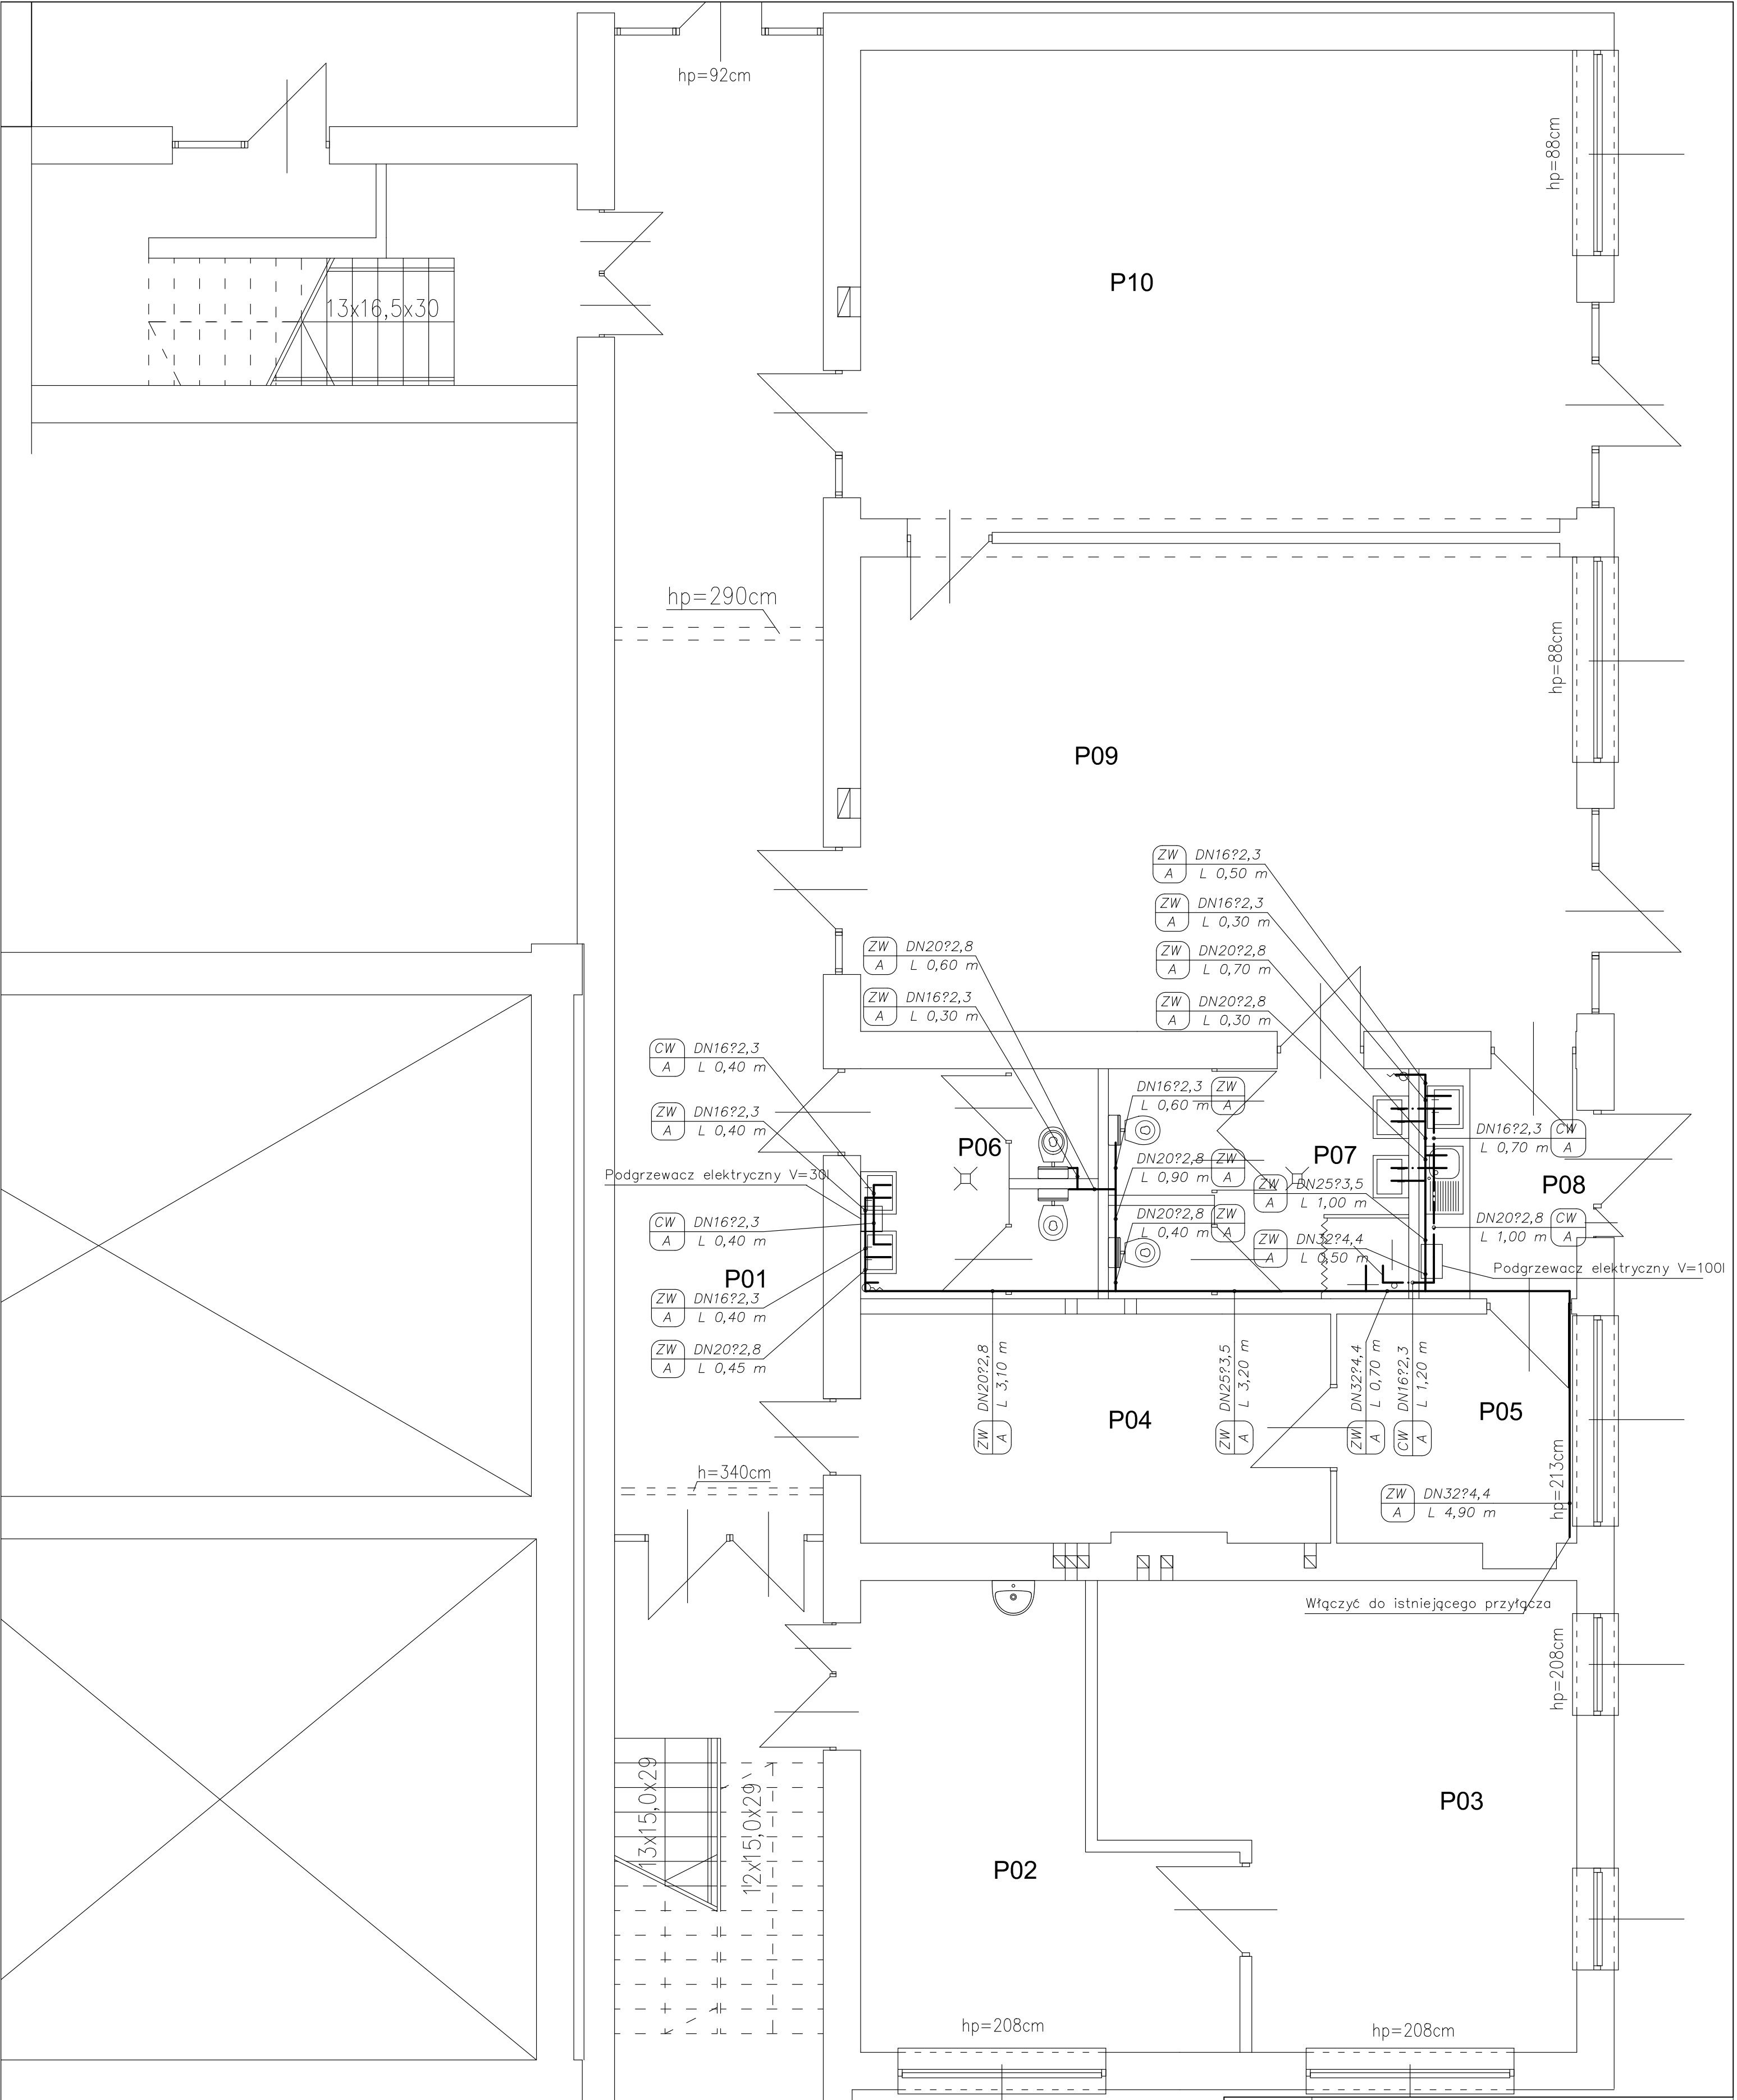 hp=92cm
hp=88cm
P10
13x16,5x30
hp=290cm
hp=88cm
P09
ZW DN16?2,3
A L 0,50 m
ZW DN16?2,3
A L 0,30 m
ZW DN20?2,8
A L 0,70 m
ZW DN20?2,8
A L 0,30 m
ZW DN20?2,8
A L 0,60 m
ZW DN16?2,3
A L 0,30 m
CW DN16?2,3
A L 0,40 m
ZW DN16?2,3
A L 0,40 m
Podgrzewacz elektryczny V=30l
CW DN16?2,3
A L 0,40 m
P01
ZW DN16?2,3
A L 0,40 m
ZW DN20?2,8
A L 0,45 m
P06
DN16?2,3 ZW
L 0,60 m A
DN20?2,8 ZW
L 0,90 m A
DN20?2,8 ZW
L 0,40 m A
P07
ZW DN25?3,5
A L 1,00 m
ZW DN32?4,4
A L 0,50 m
DN16?2,3 CW
L 0,70 m A
P08
DN20?2,8 CW
L 1,00 m A
Podgrzewacz elektryczny V=100l
ZW DN20?2,8
A L 3,10 m
ZW DN25?3,5
A L 3,20 m
ZW DN32?4,4
A L 0,70 m
CW DN16?2,3
A L 1,20 m
P04
P05
h=340cm
hp=213cm
ZW DN32?4,4
A L 4,90 m
Włączyć do istniejącego przyłącza
hp=208cm
13x15,0x29
12x15,0x29
P03
P02
hp=208cm
hp=208cm